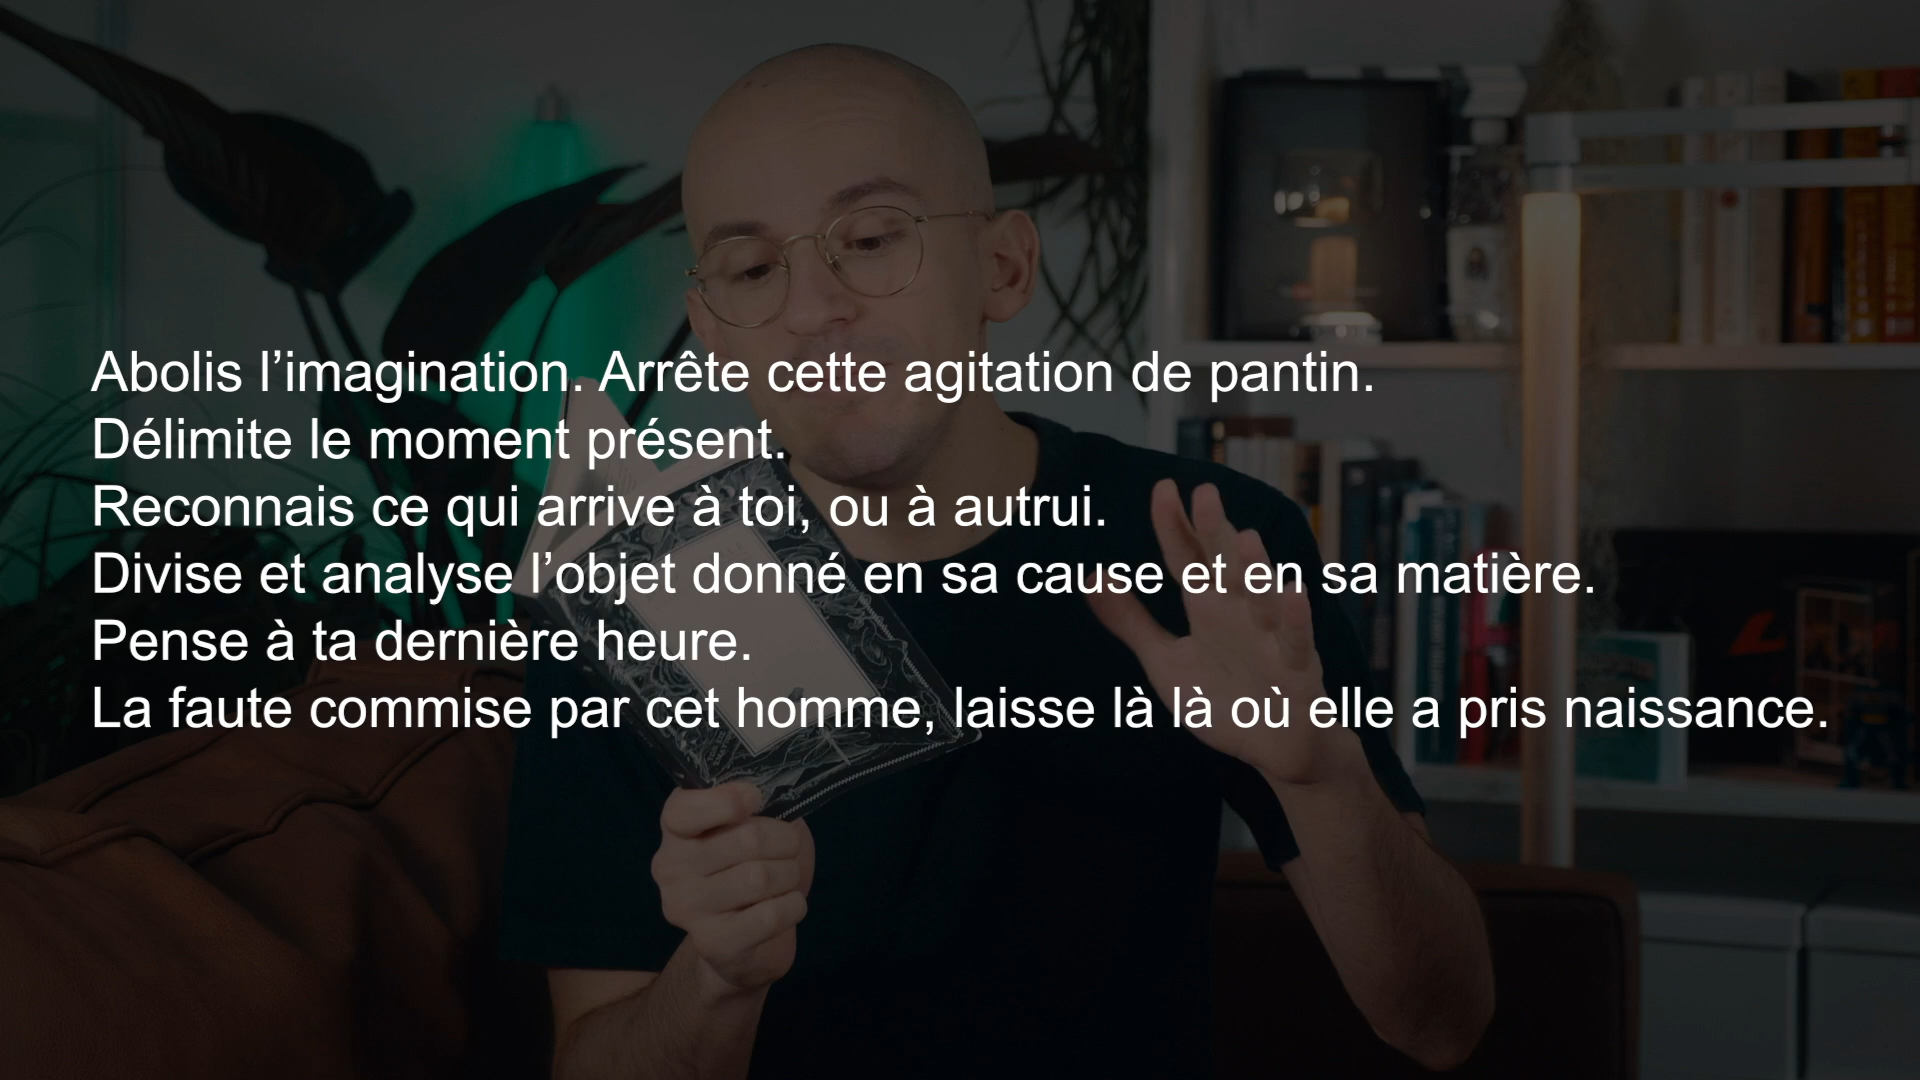 Abolis l’imagination. Arrête cette agitation de pantin.
Délimite le moment présent.
Reconnais ce qui arrive à toi, ou à autrui.
Divise et analyse l’objet donné en sa cause et en sa matière.
Pense à ta dernière heure.
La faute commise par cet homme, laisse là là où elle a pris naissance.